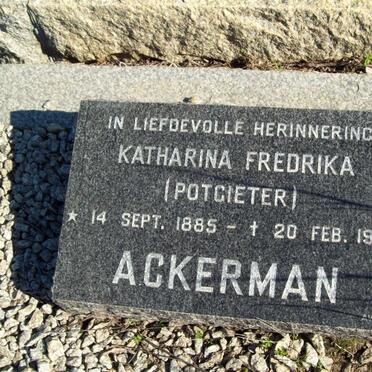 IN LIEFDEVOLLE HERINNERING
KATHARINA FREDRIKA
(POTGIETER)
★ 14 SEPT. 1885 – † 20 FEB. 19
ACKERMAN